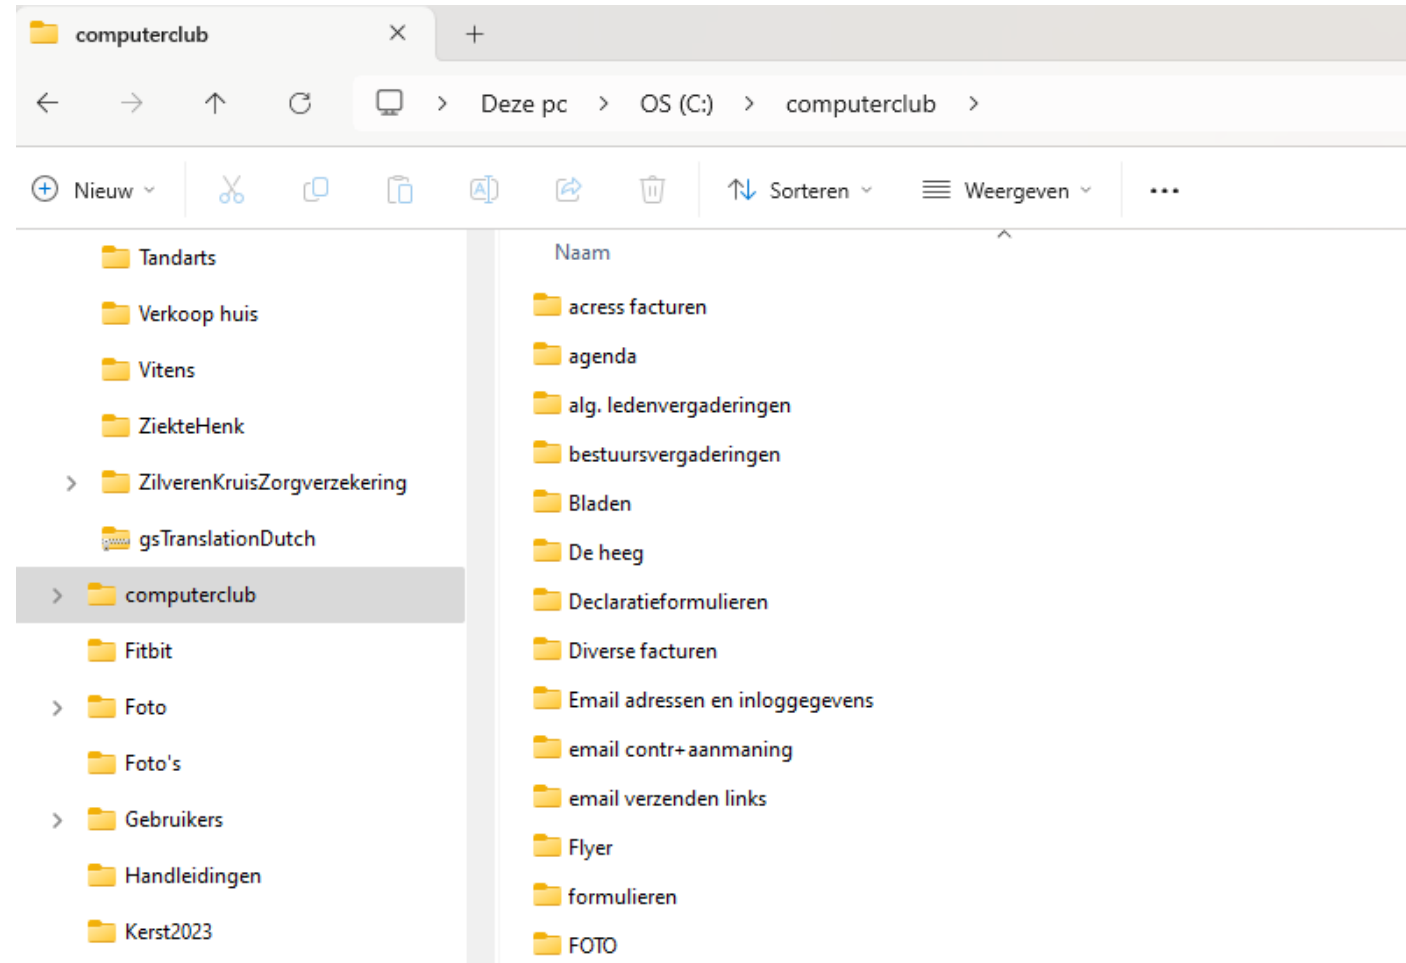 computerclub
Deze pc > OS (C:) > computerclub >
Nieuw Sorteren Weergeven ...
Tandarts
Verkoop huis
Vitens
ZiekteHenk
ZilverenKruisZorgverzekering
gsTranslationDutch
computerclub
Fitbit
Foto
Foto's
Gebruikers
Handleidingen
Kerst2023
Naam
acress facturen
agenda
alg. ledenvergaderingen
bestuursvergaderingen
Bladen
De heeg
Declaratieformulieren
Diverse facturen
Email adressen en inloggegevens
email contr+aanmaning
email verzenden links
Flyer
formulieren
FOTO